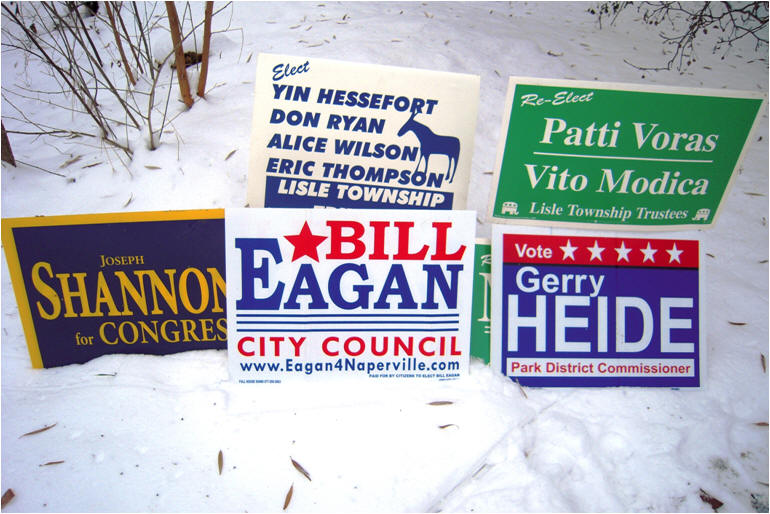 Elect
YIN HESSEFORT
DON RYAN
ALICE WILSON
ERIC THOMPSON
LISLE TOWNSHIP
Re-Elect
Patti Voras
Vito Modica
Lisle Township Trustees
JOSEPH
SHANNON
for CONGRESS
BILL
EAGAN
CITY COUNCIL
www.Eagan4Naperville.com
PAID FOR BY CITIZENS TO ELECT BILL EAGAN
Vote
Gerry
HEIDE
Park District Commissioner